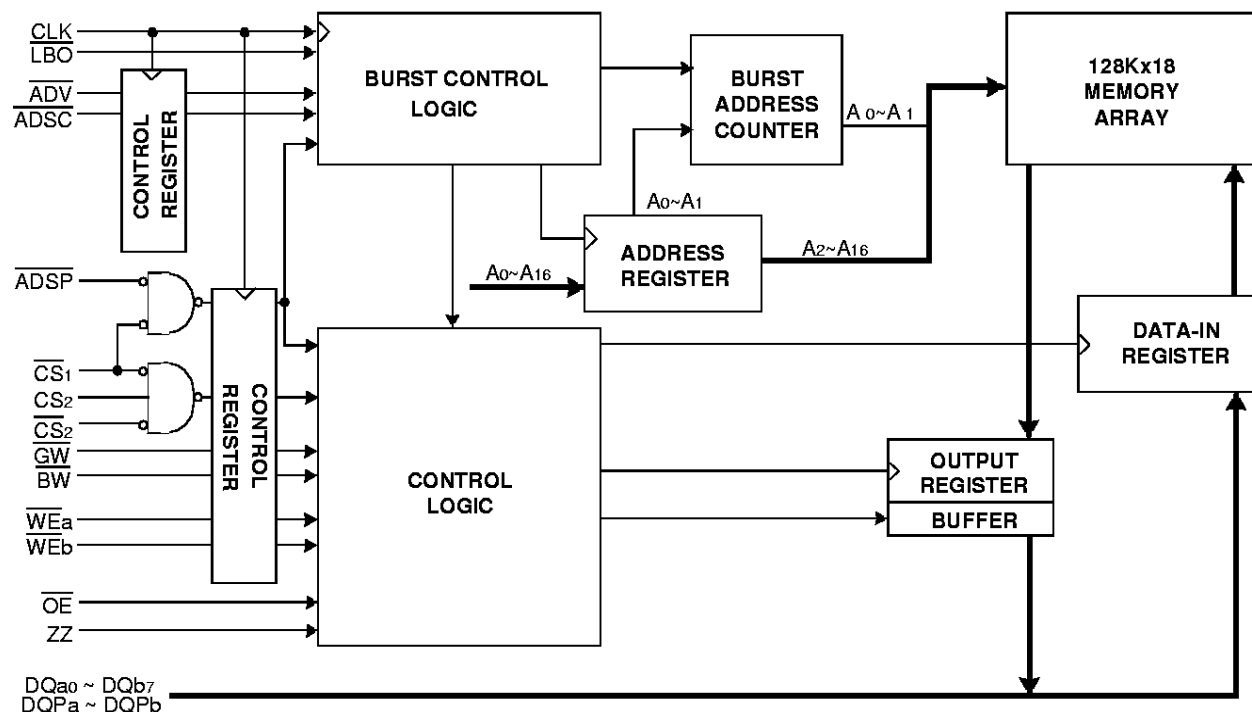 CLK
LBO
ADV
ADSC
CONTROL
REGISTER
BURST CONTROL
LOGIC
BURST
ADDRESS
COUNTER
A0~A1
128Kx18
MEMORY
ARRAY
A0~A1
ADDRESS
REGISTER
A2~A16
A0~A16
ADSP
CS1
CS2
CS2
GW
BW
WEa
WEb
OE
ZZ
CONTROL
REGISTER
CONTROL
LOGIC
DATA-IN
REGISTER
OUTPUT
REGISTER
BUFFER
DQa0 ~ DQb7
DQPa ~ DQPb